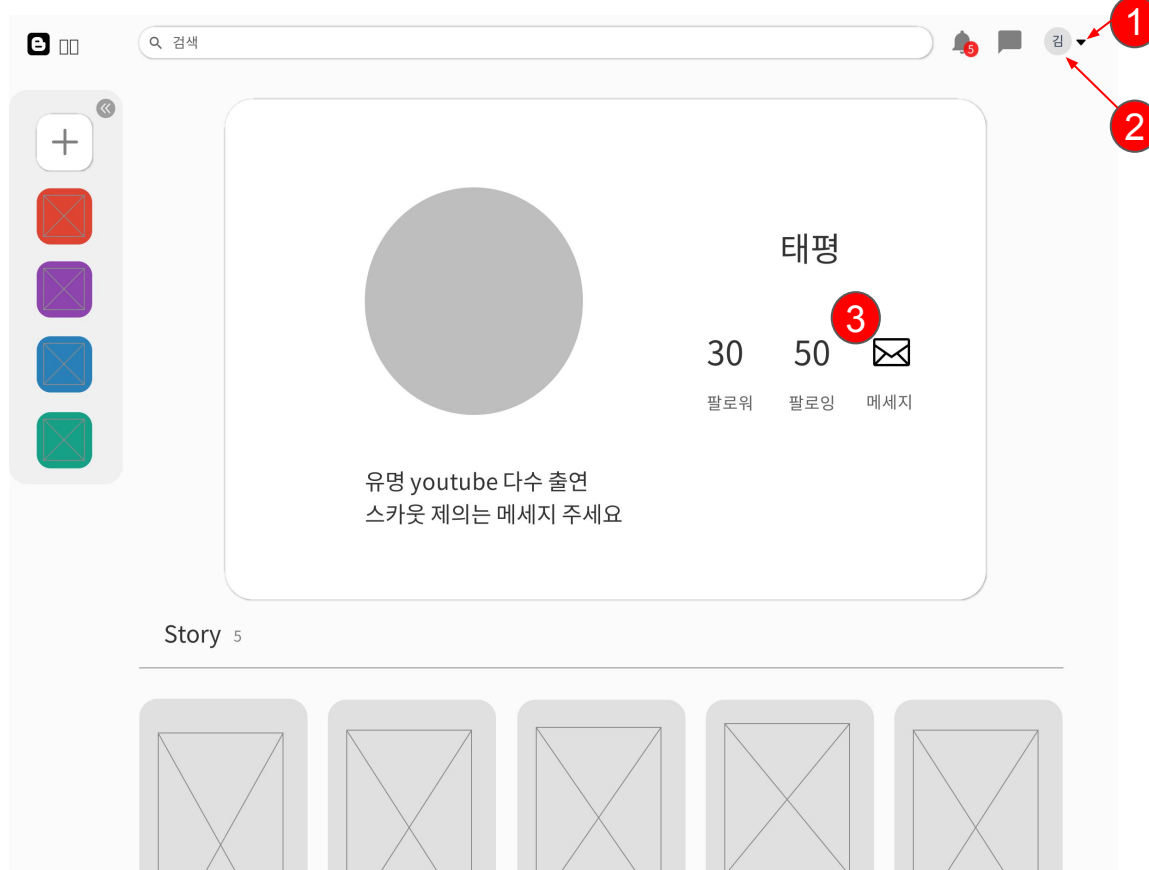 검색
5
김
1
2
태평
3
30
50
팔로워
팔로잉
메세지
유명 youtube 다수 출연
스카웃 제의는 메세지 주세요
Story 5